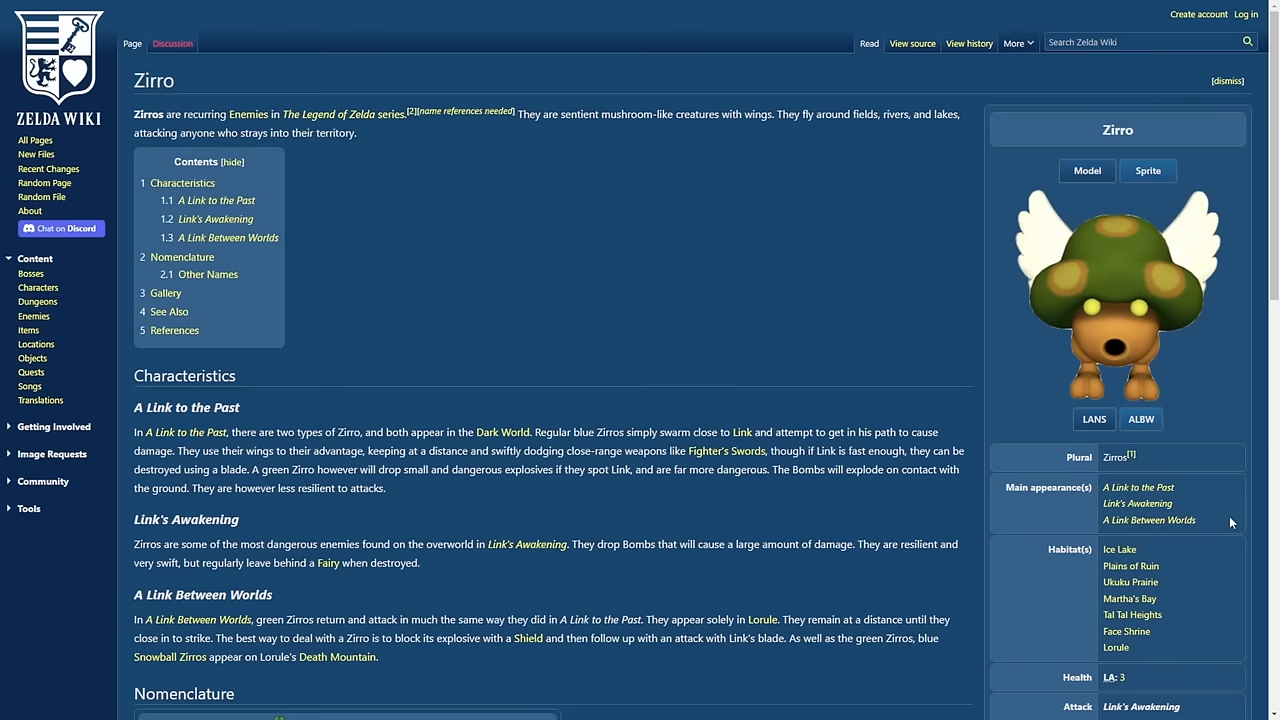 Create account Log in
Page Discussion Read View source View history More Search Zelda Wiki
ZELDA WIKI
All Pages
New Files
Recent Changes
Random Page
Random File
About
Chat on Discord
Content
Bosses
Characters
Dungeons
Enemies
Items
Locations
Objects
Quests
Songs
Translations
Getting Involved
Image Requests
Community
Tools
Zirro
[dismiss]
Zirros are recurring Enemies in The Legend of Zelda series.[2][name references needed] They are sentient mushroom-like creatures with wings. They fly around fields, rivers, and lakes,
attacking anyone who strays into their territory.
Contents [hide]
1 Characteristics
1.1 A Link to the Past
1.2 Link's Awakening
1.3 A Link Between Worlds
2 Nomenclature
2.1 Other Names
3 Gallery
4 See Also
5 References
Characteristics
A Link to the Past
In A Link to the Past, there are two types of Zirro, and both appear in the Dark World. Regular blue Zirros simply swarm close to Link and attempt to get in his path to cause
damage. They use their wings to their advantage, keeping at a distance and swiftly dodging close-range weapons like Fighter's Swords, though if Link is fast enough, they can be
destroyed using a blade. A green Zirro however will drop small and dangerous explosives if they spot Link, and are far more dangerous. The Bombs will explode on contact with
the ground. They are however less resilient to attacks.
Link's Awakening
Zirros are some of the most dangerous enemies found on the overworld in Link's Awakening. They drop Bombs that will cause a large amount of damage. They are resilient and
very swift, but regularly leave behind a Fairy when destroyed.
A Link Between Worlds
In A Link Between Worlds, green Zirros return and attack in much the same way they did in A Link to the Past. They appear solely in Lorule. They remain at a distance until they
close in to strike. The best way to deal with a Zirro is to block its explosive with a Shield and then follow up with an attack with Link's blade. As well as the green Zirros, blue
Snowball Zirros appear on Lorule's Death Mountain.
Nomenclature
Zirro
Model Sprite
LANS ALBW
Plural Zirros[1]
Main appearance(s) A Link to the Past
Link's Awakening
A Link Between Worlds
Habitat(s) Ice Lake
Plains of Ruin
Ukuku Prairie
Martha's Bay
Tal Tal Heights
Face Shrine
Lorule
Health LA: 3
Attack Link's Awakening